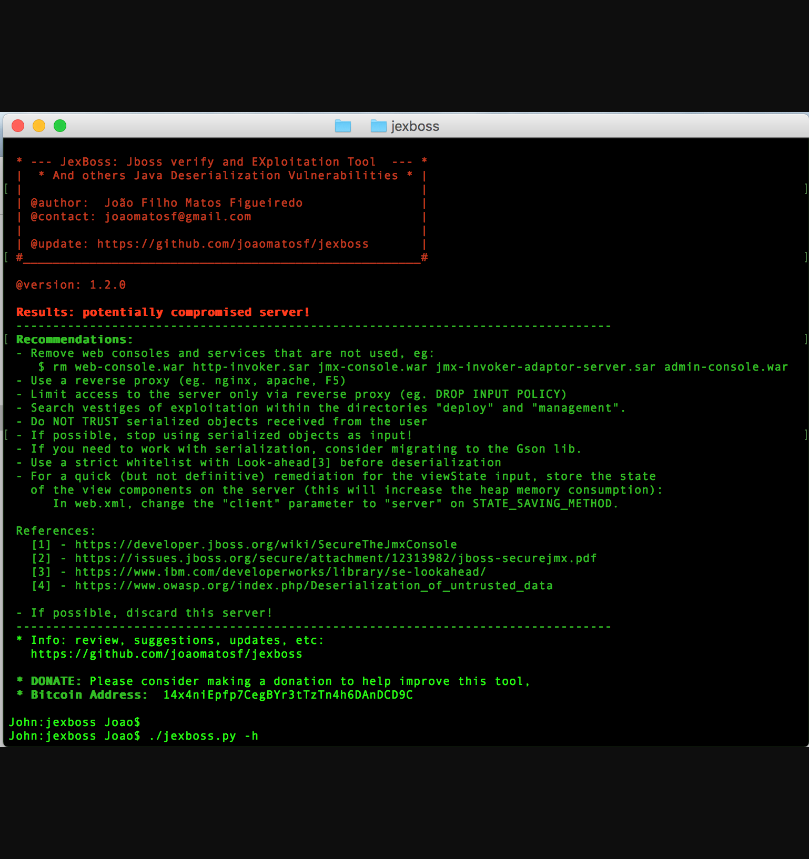 jexboss
* --- JexBoss: Jboss verify and EXploitation Tool  --- *
|  * And others Java Deserialization Vulnerabilities * |
|                                                      |
| @author:  João Filho Matos Figueiredo                |
| @contact: joaomatosf@gmail.com                       |
|                                                      |
| @update: https://github.com/joaomatosf/jexboss       |
#______________________________________________________#
@version: 1.2.0
Results: potentially compromised server!
---------------------------------------------------------------------------------
Recommendations:
- Remove web consoles and services that are not used, eg:
$ rm web-console.war http-invoker.sar jmx-console.war jmx-invoker-adaptor-server.sar admin-console.war
- Use a reverse proxy (eg. nginx, apache, F5)
- Limit access to the server only via reverse proxy (eg. DROP INPUT POLICY)
- Search vestiges of exploitation within the directories "deploy" and "management".
- Do NOT TRUST serialized objects received from the user
- If possible, stop using serialized objects as input!
- If you need to work with serialization, consider migrating to the Gson lib.
- Use a strict whitelist with Look-ahead[3] before deserialization
- For a quick (but not definitive) remediation for the viewState input, store the state
of the view components on the server (this will increase the heap memory consumption):
In web.xml, change the "client" parameter to "server" on STATE_SAVING_METHOD.
References:
[1] - https://developer.jboss.org/wiki/SecureTheJmxConsole
[2] - https://issues.jboss.org/secure/attachment/12313982/jboss-securejmx.pdf
[3] - https://www.ibm.com/developerworks/library/se-lookahead/
[4] - https://www.owasp.org/index.php/Deserialization_of_untrusted_data
- If possible, discard this server!
---------------------------------------------------------------------------------
* Info: review, suggestions, updates, etc:
https://github.com/joaomatosf/jexboss
* DONATE: Please consider making a donation to help improve this tool,
* Bitcoin Address:  14x4niEpfp7CegBYr3tTzTn4h6DAnDCD9C
John:jexboss Joao$
John:jexboss Joao$ ./jexboss.py -h